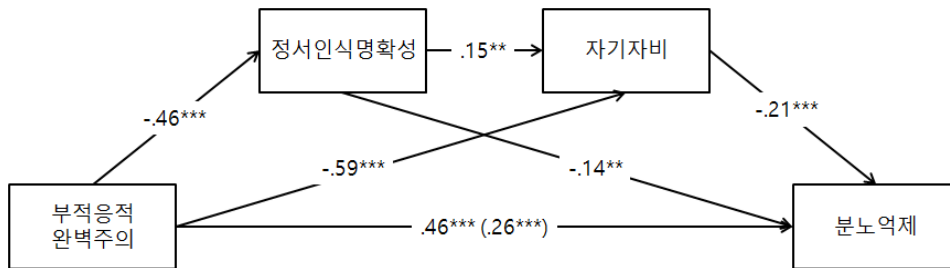 정서인식명확성
.15**
자기자비
-.46***
-.21***
-.59***
-.14**
부적응적
완벽주의
.46*** (.26***)
분노억제